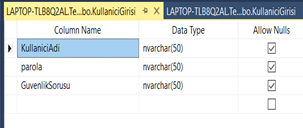 LAPTOP-TLB8Q2AL.Te...bo.KullaniciGirisi LAPTOP-TLB8Q2AL.Te...bo.KullaniciGirisi
Column Name Data Type Allow Nulls
KullaniciAdi nvarchar(50)
parola nvarchar(50)
GuvenlikSorusu nvarchar(50)